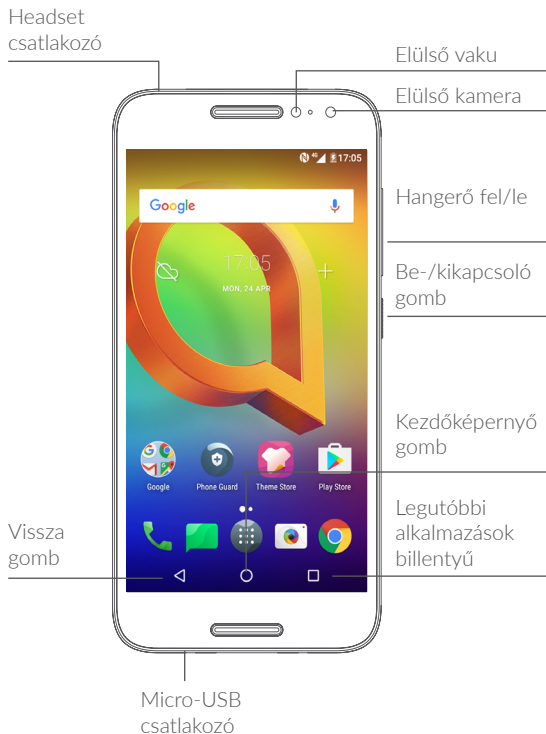 Headset
csatlakozó
Elülső vaku
Elülső kamera
4G 17:05
Google
Hangerő fel/le
17:05
MON, 24 APR
Be-/kikapcsoló
gomb
Kezdőképernyő
gomb
Google Phone Guard Theme Store Play Store
Legutóbbi
alkalmazások
billentyű
Vissza
gomb
Micro-USB
csatlakozó